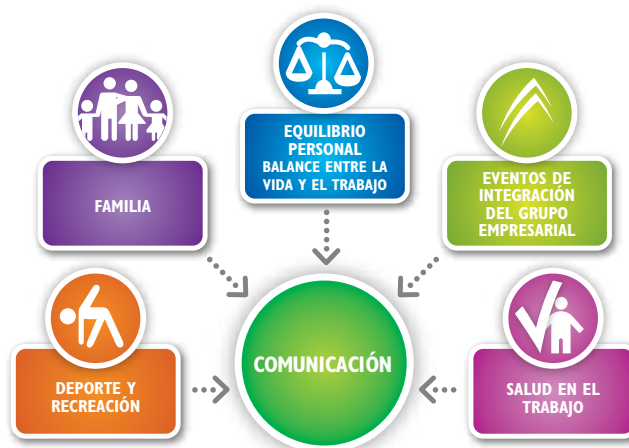 EQUILIBRIO
PERSONAL
BALANCE ENTRE LA
VIDA Y EL TRABAJO
FAMILIA
EVENTOS DE
INTEGRACIÓN
DEL GRUPO
EMPRESARIAL
COMUNICACIÓN
DEPORTE Y
RECREACIÓN
SALUD EN EL
TRABAJO